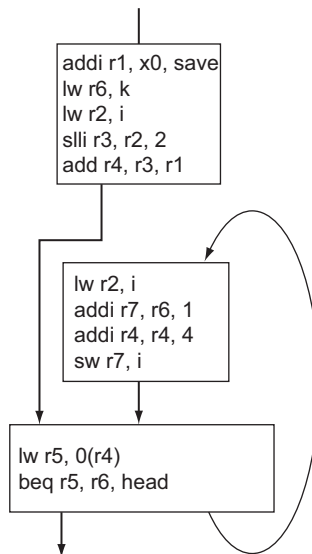 addi r1, x0, save
lw r6, k
lw r2, i
slli r3, r2, 2
add r4, r3, r1
lw r2, i
addi r7, r6, 1
addi r4, r4, 4
sw r7, i
lw r5, 0(r4)
beq r5, r6, head